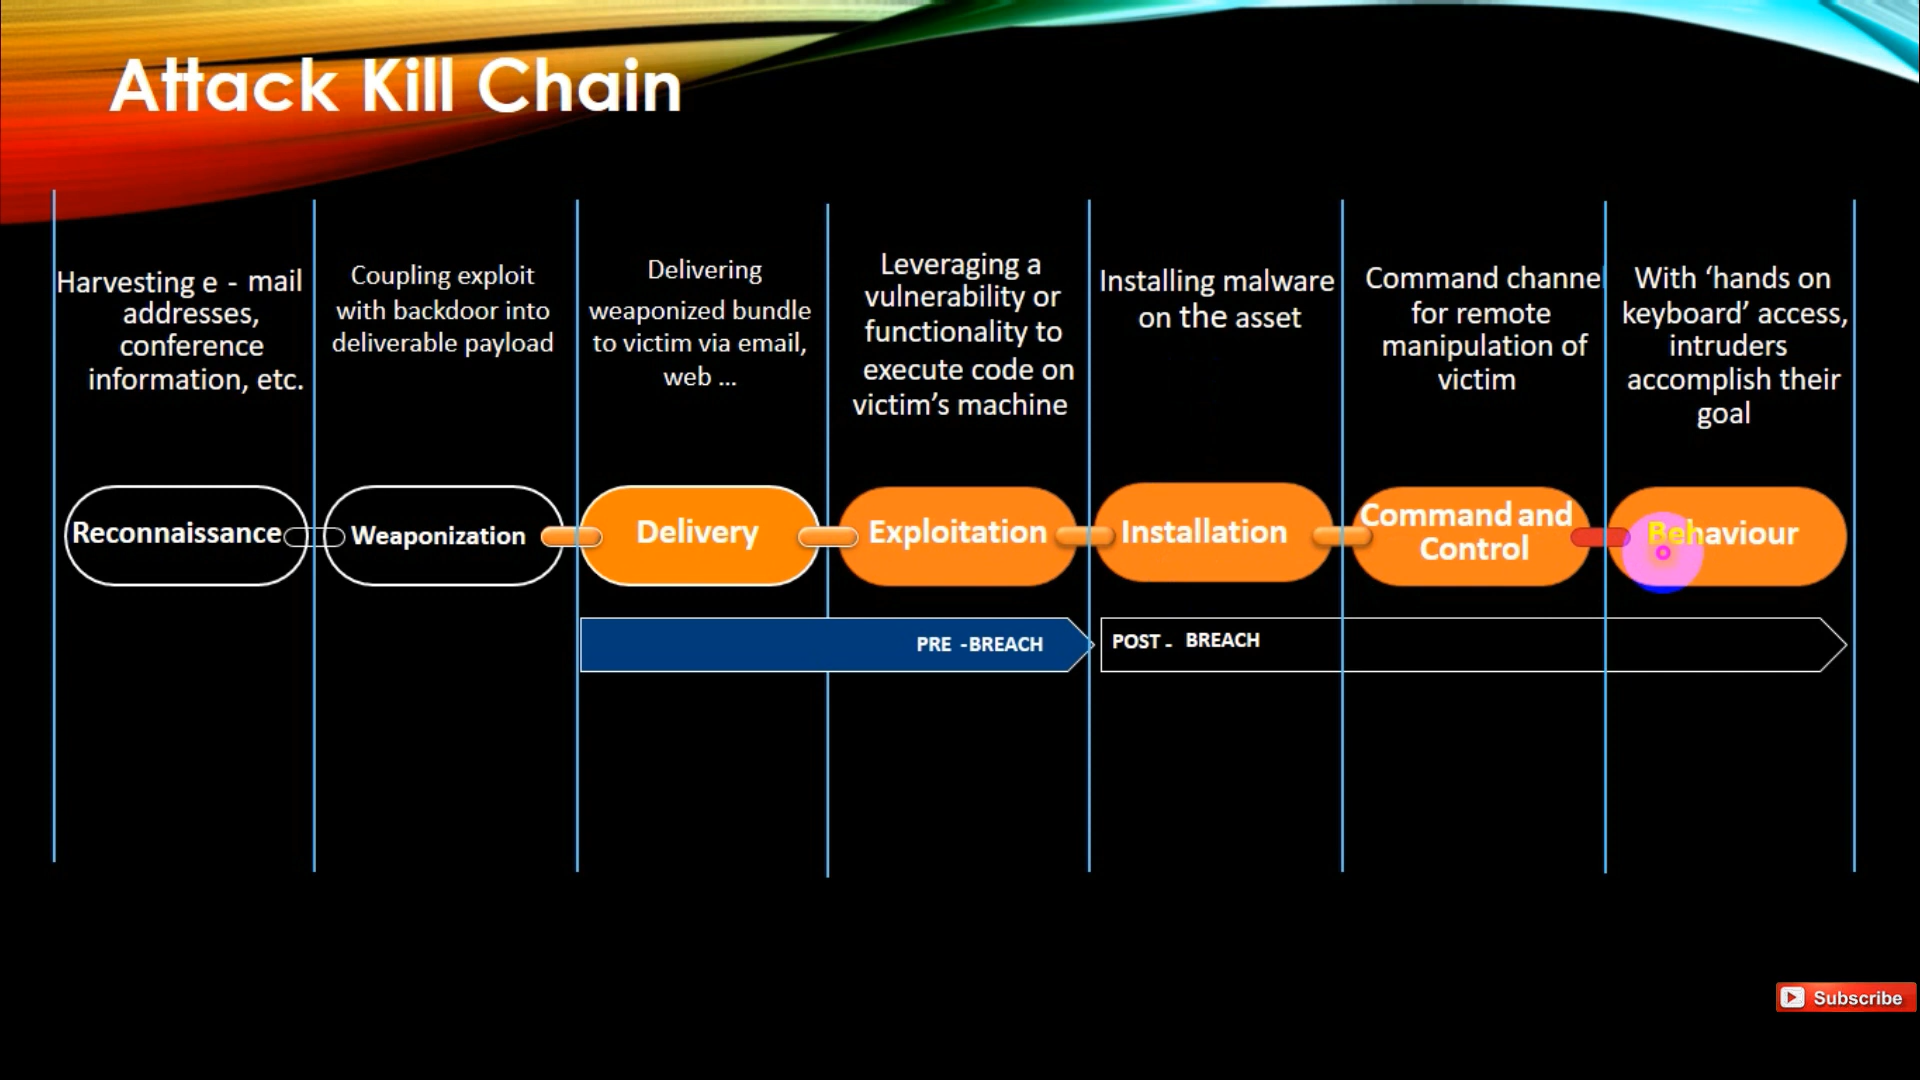 Attack Kill Chain
Harvesting e - mail
addresses,
conference
information, etc.
Coupling exploit
with backdoor into
deliverable payload
Delivering
weaponized bundle
to victim via email,
web ...
Leveraging a
vulnerability or
functionality to
execute code on
victim's machine
Installing malware
on the asset
Command channel
for remote
manipulation of
victim
With ‘hands on
keyboard’ access,
intruders
accomplish their
goal
Reconnaissance
Weaponization
Delivery
Exploitation
Installation
Command and
Control
Behaviour
PRE -BREACH
POST - BREACH
Subscribe